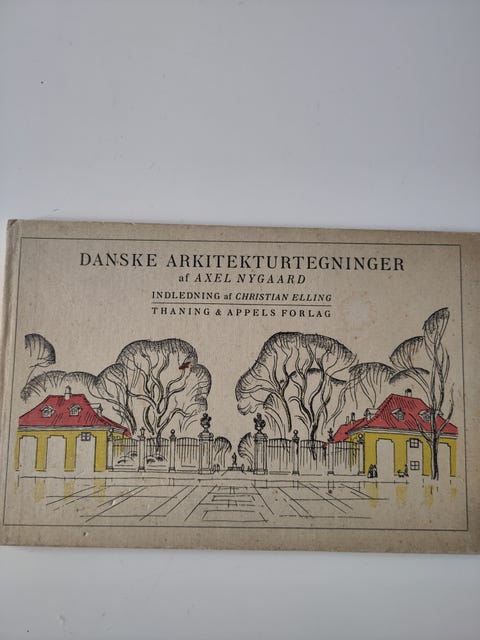 DANSKE ARKITEKTURTEGNINGER
af AXEL NYGAARD
INDLEDNING af CHRISTIAN ELLING
THANING & APPELS FORLAG